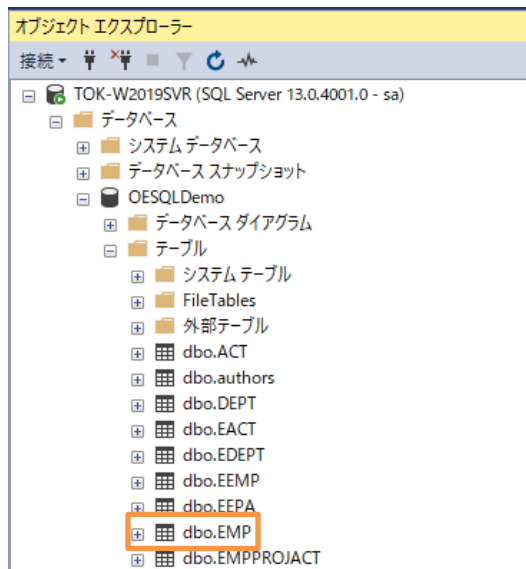 オブジェクト エクスプローラー
接続
TOK-W2019SVR (SQL Server 13.0.4001.0 - sa)
データベース
システム データベース
データベース スナップショット
OESQLDemo
データベース ダイアグラム
テーブル
システム テーブル
FileTables
外部テーブル
dbo.ACT
dbo.authors
dbo.DEPT
dbo.EACT
dbo.EDEPT
dbo.EEMP
dbo.EEPA
dbo.EMP
dbo.EMPPROJACT